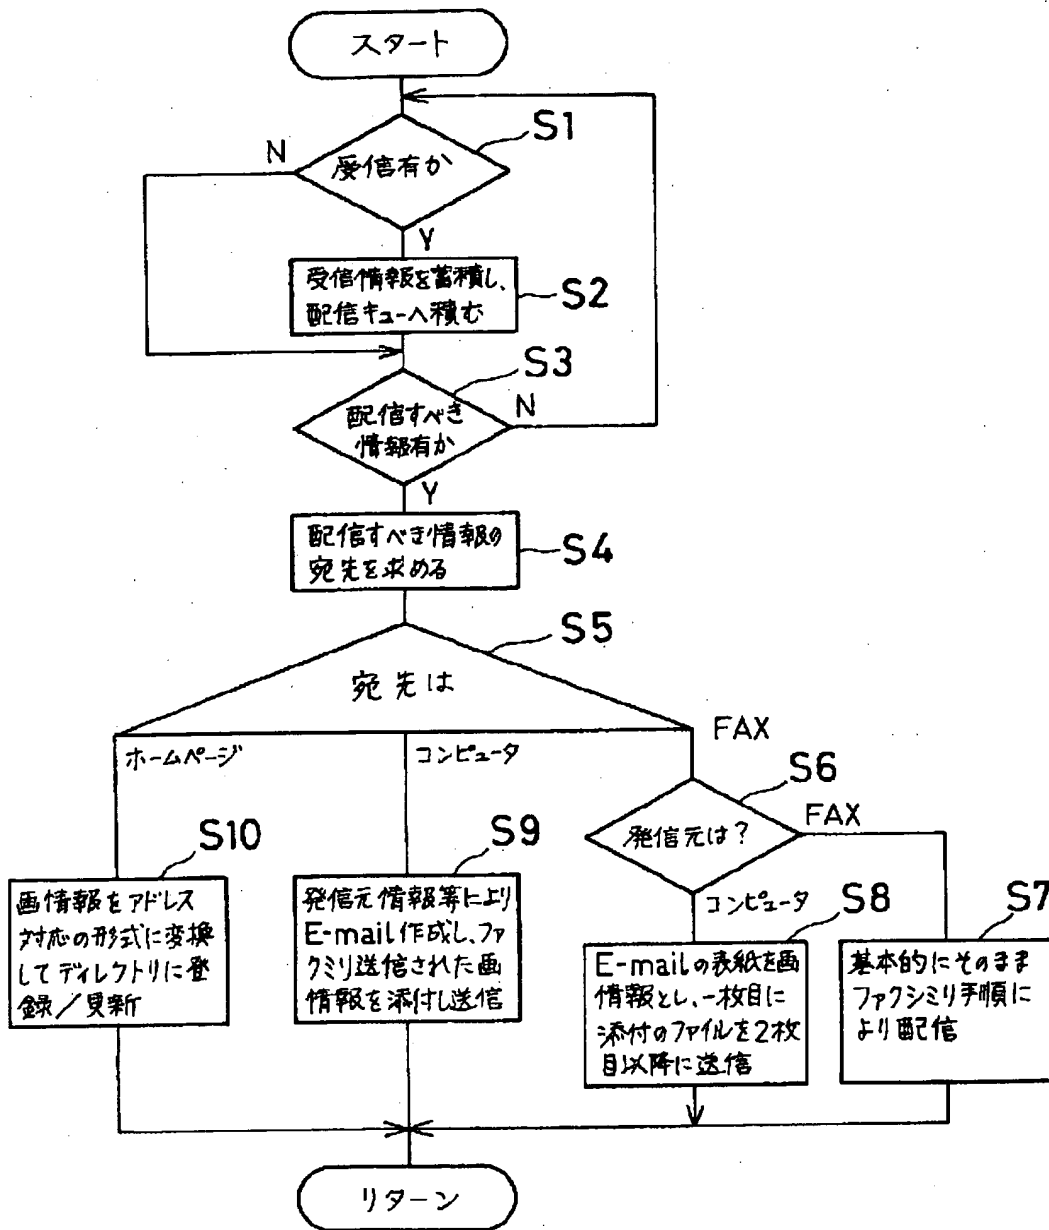 スタート
S1
N
受信有か
Y
受信情報を蓄積し、
配信キューへ積む
S2
S3
配信すべき
情報有か
N
Y
配信すべき情報の
宛先を求める
S4
S5
宛先は
ホームページ
コンピュータ
FAX
S6
発信元は?
FAX
コンピュータ
S10
画情報をアドレス
対応の形式に変換
してディレクトリに登
録/更新
S9
発信元情報等により
E-mail作成し、ファ
クミリ送信された画
情報を添付し送信
S8
E-mailの表紙を画
情報とし、一枚目に
添付のファイルを2枚
目以降に送信
S7
基本的にそのまま
ファクシミリ手順に
より配信
リターン